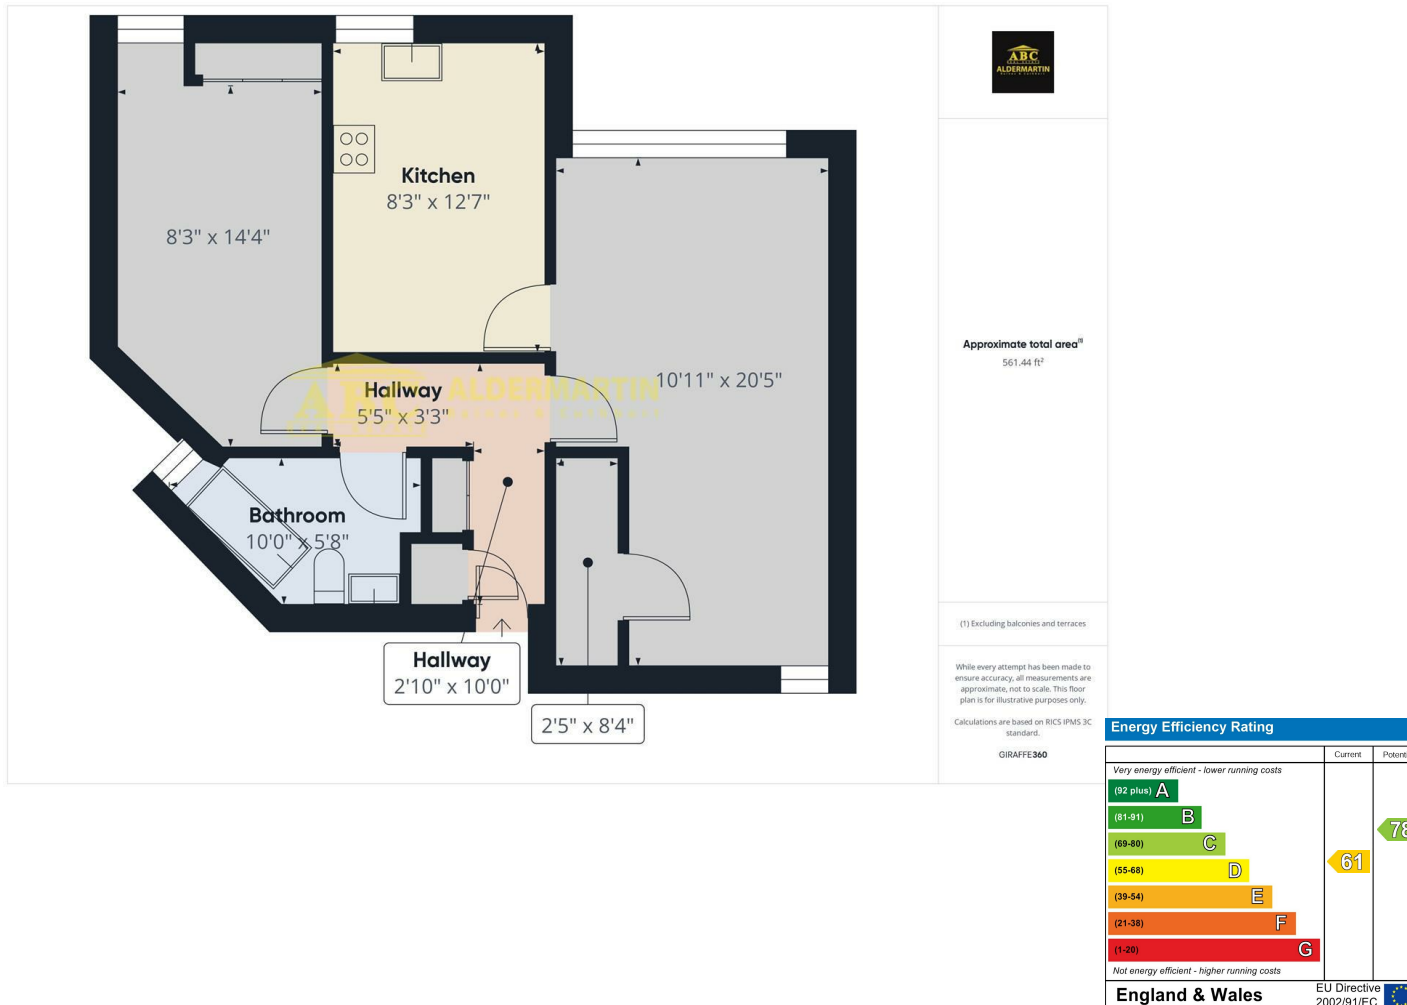 Kitchen
8'3" x 12'7"
8'3" x 14'4"
Hallway
5'5" x 3'3"
10'11" x 20'5"
ABC
ALDERMARTIN
Bathroom
10'0" x 5'8"
Hallway
2'10" x 10'0"
2'5" x 8'4"
ABC
ALDERMARTIN
Approximate total area(1)
561.44 ft²
(1) Excluding balconies and terraces
While every attempt has been made to
ensure accuracy, all measurements are
approximate, not to scale. This floor
plan is for illustrative purposes only.
Calculations are based on RICS IPMS 3C
standard.
GIRAFFE360
Energy Efficiency Rating
Current
Very energy efficient - lower running costs
(92 plus) A
(81-91) B
(69-80) C
(55-68) D
(39-54) E
(21-38) F
(1-20) G
61
78
Not energy efficient - higher running costs
England & Wales
EU Directive
2002/91/EC